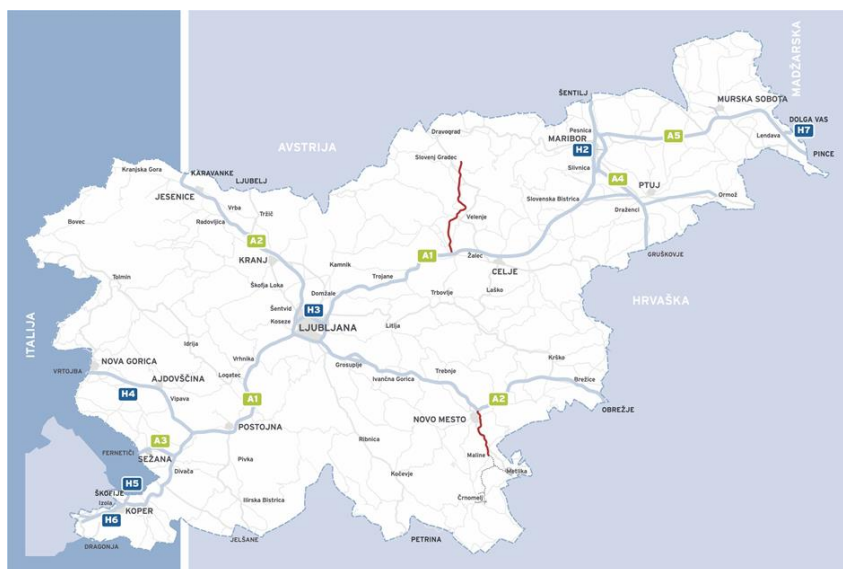 MADŽARSKA
ŠENTILJ
MURSKA SOBOTA
DOLGA VAS
H7
Lendava
PINCE
Pesnica
MARIBOR
H2
A5
Dravograd
AVSTRIJA
Slovenj Gradec
Slivnica
A4
PTUJ
Ormož
Kranjska Gora
KARAVANKE
LJUBELJ
JESENICE
Vrba
Tržič
Radovljica
Velenje
Slovenska Bistrica
Draženci
Bovec
A2
KRANJ
Kamnik
A1
Žalec
CELJE
GRUŠKOVJE
Tolmin
Trojane
Škofja Loka
Domžale
Trbovlje
Laško
HRVAŠKA
Šentvid
Koseze
H3
LJUBLJANA
Litija
ITALIJA
Idrija
Vrhnika
NOVA GORICA
Logatec
Grosuplje
Ivančna Gorica
Trebnje
Krško
Brežice
VRTOJBA
AJDOVŠČINA
H4
Vipava
A1
A2
OBREŽJE
NOVO MESTO
POSTOJNA
Ribnica
A3
FERNETIČI
SEŽANA
Divača
Pivka
Maline
Metlika
Kočevje
H5
ŠKOFIJE
Izola
KOPER
H6
Ilirska Bistrica
Črnomelj
DRAGONJA
JELŠANE
PETRINA